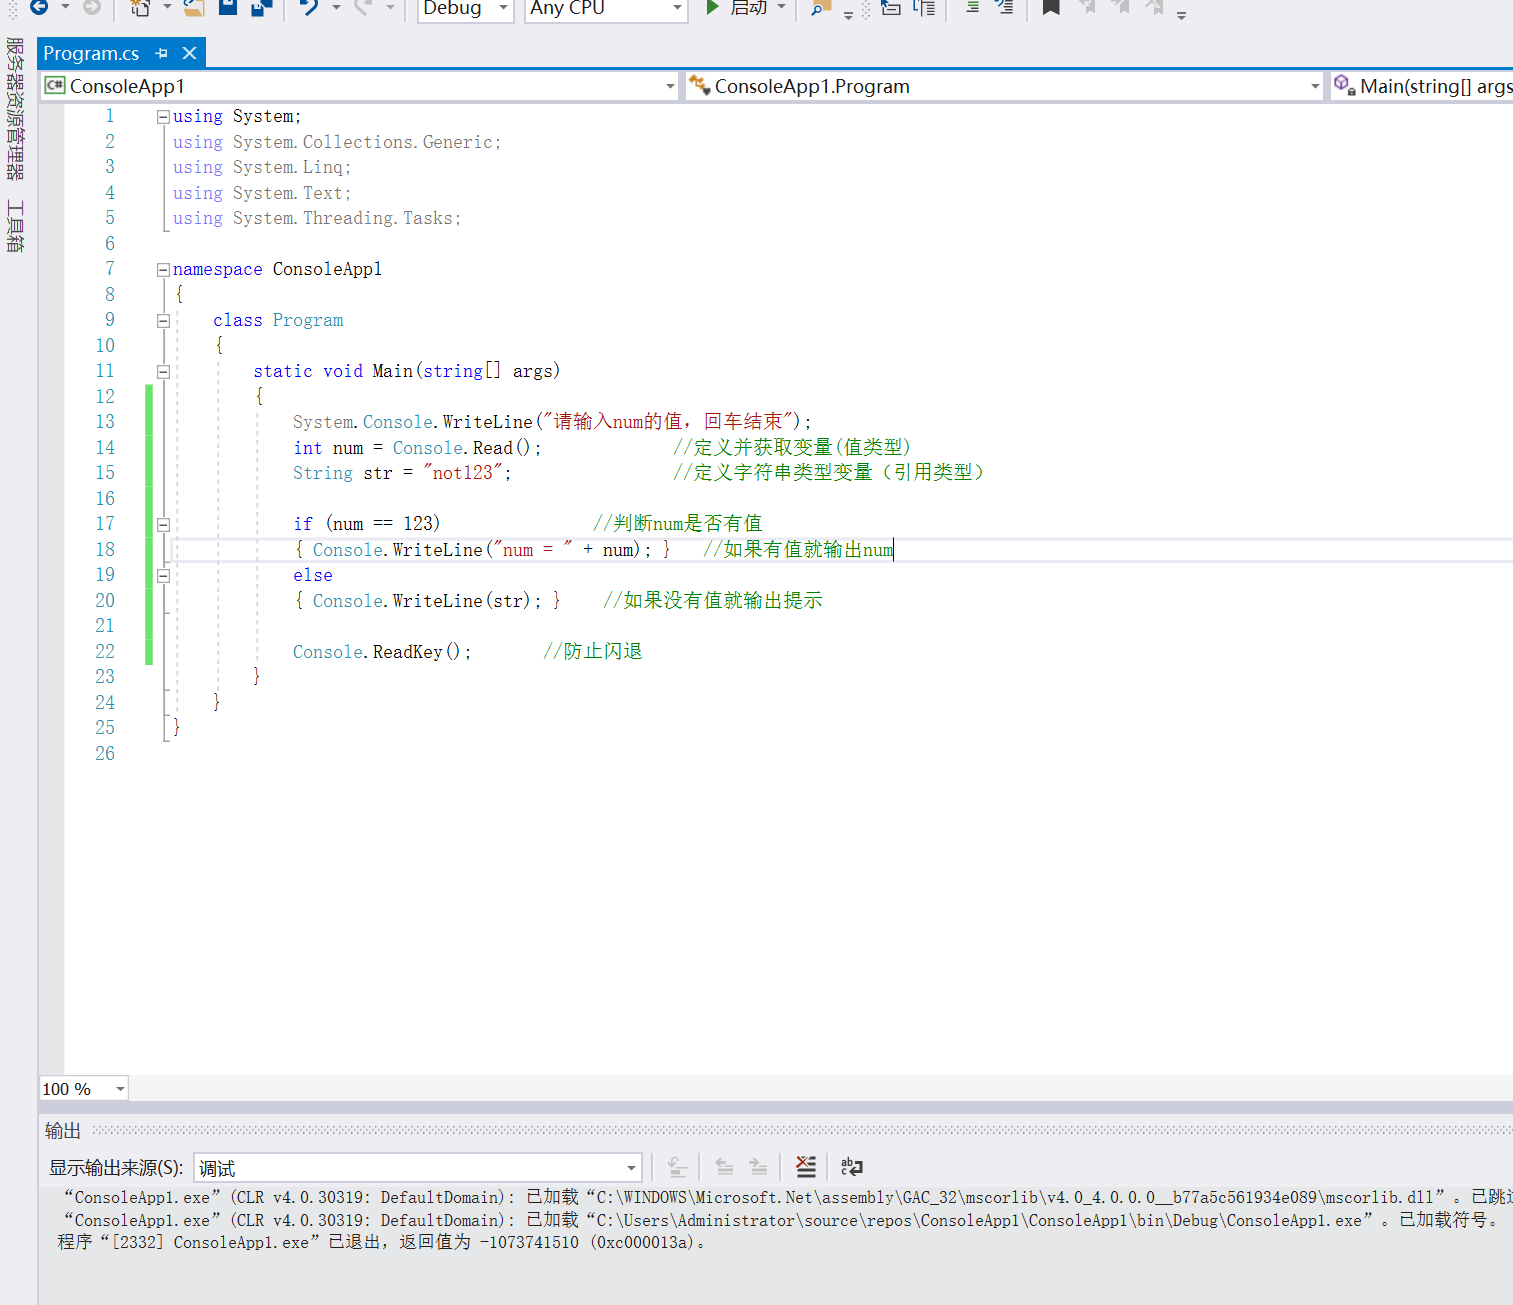 Debug Any CPU 启动
Program.cs
C# ConsoleApp1 ConsoleApp1.Program Main(string[] args
服务器资源管理器
工具箱
1 using System;
2 using System.Collections.Generic;
3 using System.Linq;
4 using System.Text;
5 using System.Threading.Tasks;
6
7 namespace ConsoleApp1
8 {
9 class Program
10 {
11 static void Main(string[] args)
12 {
13 System.Console.WriteLine("请输入num的值，回车结束");
14 int num = Console.Read(); //定义并获取变量(值类型)
15 String str = "not123"; //定义字符串类型变量（引用类型）
16
17 if (num == 123) //判断num是否有值
18 { Console.WriteLine("num = " + num); } //如果有值就输出num
19 else
20 { Console.WriteLine(str); } //如果没有值就输出提示
21
22 Console.ReadKey(); //防止闪退
23 }
24 }
25 }
26
100 %
输出
显示输出来源(S): 调试
“ConsoleApp1.exe”(CLR v4.0.30319: DefaultDomain): 已加载“C:\WINDOWS\Microsoft.Net\assembly\GAC_32\mscorlib\v4.0_4.0.0.0__b77a5c561934e089\mscorlib.dll”。已跳
“ConsoleApp1.exe”(CLR v4.0.30319: DefaultDomain): 已加载“C:\Users\Administrator\source\repos\ConsoleApp1\ConsoleApp1\bin\Debug\ConsoleApp1.exe”。已加载符号。
程序“[2332] ConsoleApp1.exe”已退出，返回值为 -1073741510 (0xc000013a)。